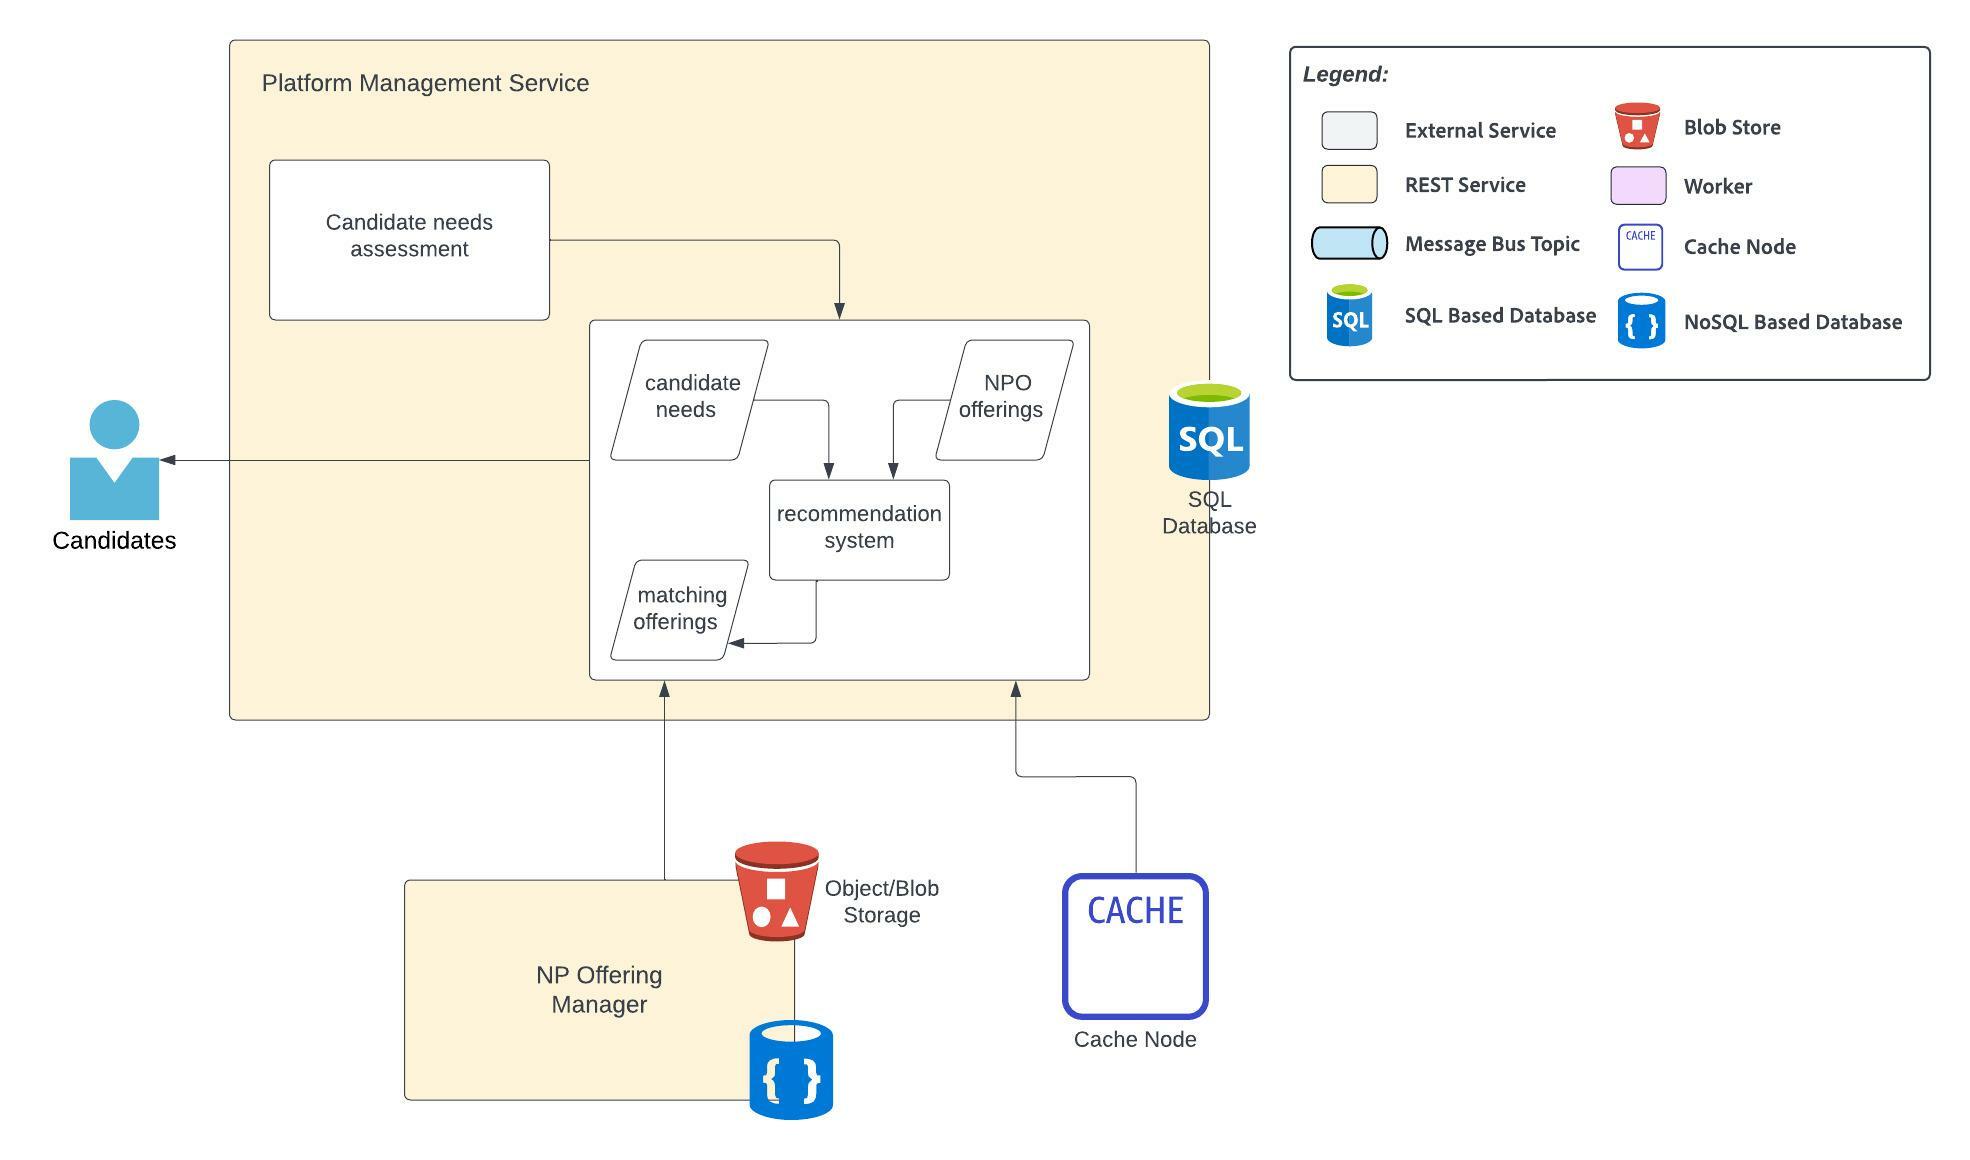 Platform Management Service
Legend:
External Service
Blob Store
REST Service
Worker
CACHE
Message Bus Topic
Cache Node
SQL
SQL Based Database
{ }
NoSQL Based Database
Candidate needs
assessment
candidate
needs
NPO
offerings
SQL
SQL
Database
recommendation
system
Candidates
matching
offerings
Object/Blob
Storage
CACHE
NP Offering
Manager
Cache Node
{ }